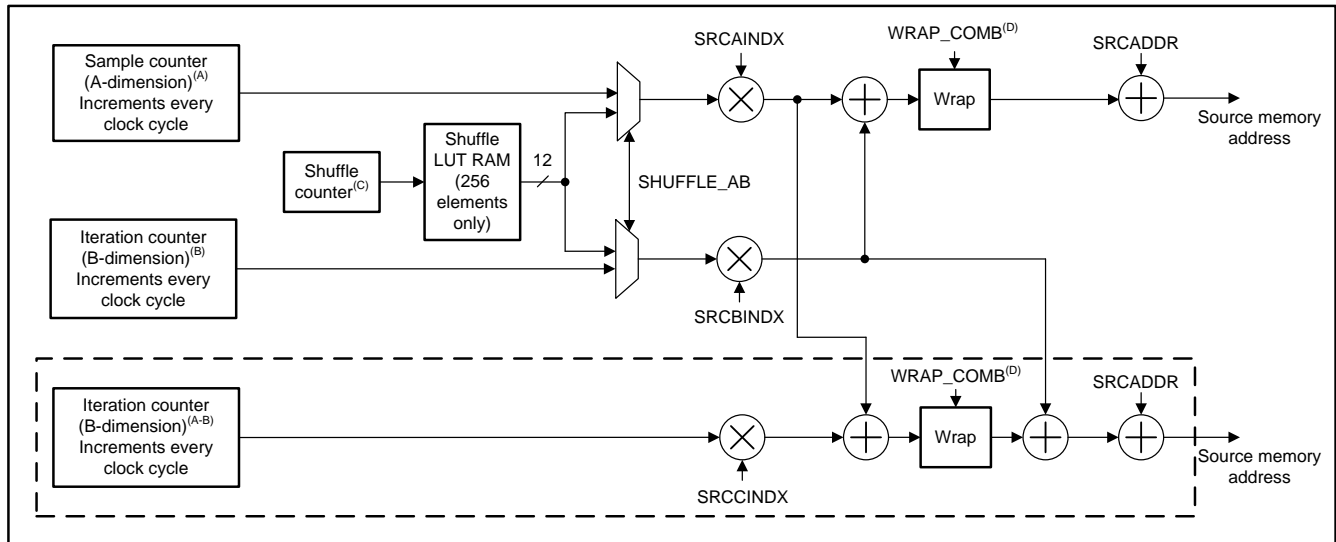 Sample counter
(A-dimension)(A)
Increments every
clock cycle
SRCAINDX
WRAP_COMB(D)
SRCADDR
Wrap
Source memory
address
Shuffle
counter(C)
Shuffle
LUT RAM
(256
elements
only)
12
SHUFFLE_AB
Iteration counter
(B-dimension)(B)
Increments every
clock cycle
SRCBINDX
Iteration counter
(B-dimension)(A-B)
Increments every
clock cycle
SRCCINDX
WRAP_COMB(D)
SRCADDR
Wrap
Source memory
address